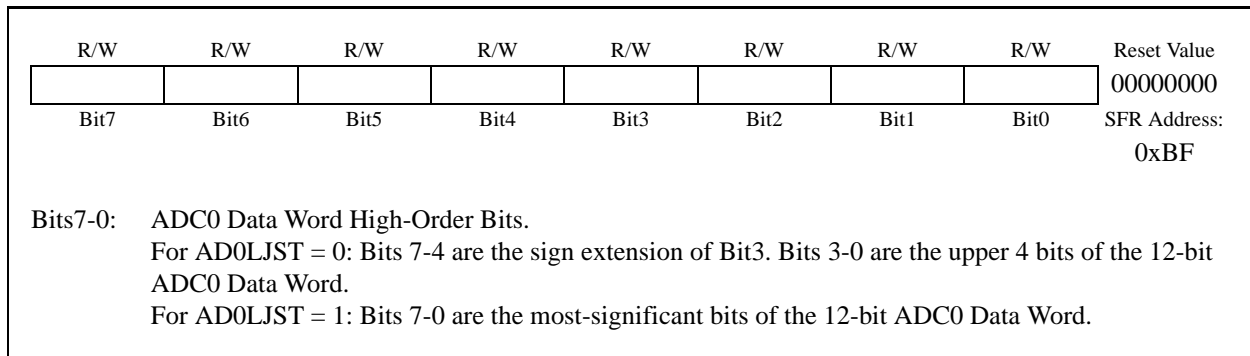 R/W R/W R/W R/W R/W R/W R/W R/W Reset Value
00000000
Bit7 Bit6 Bit5 Bit4 Bit3 Bit2 Bit1 Bit0 SFR Address:
0xBF
Bits7-0: ADC0 Data Word High-Order Bits.
For AD0LJST = 0: Bits 7-4 are the sign extension of Bit3. Bits 3-0 are the upper 4 bits of the 12-bit
ADC0 Data Word.
For AD0LJST = 1: Bits 7-0 are the most-significant bits of the 12-bit ADC0 Data Word.